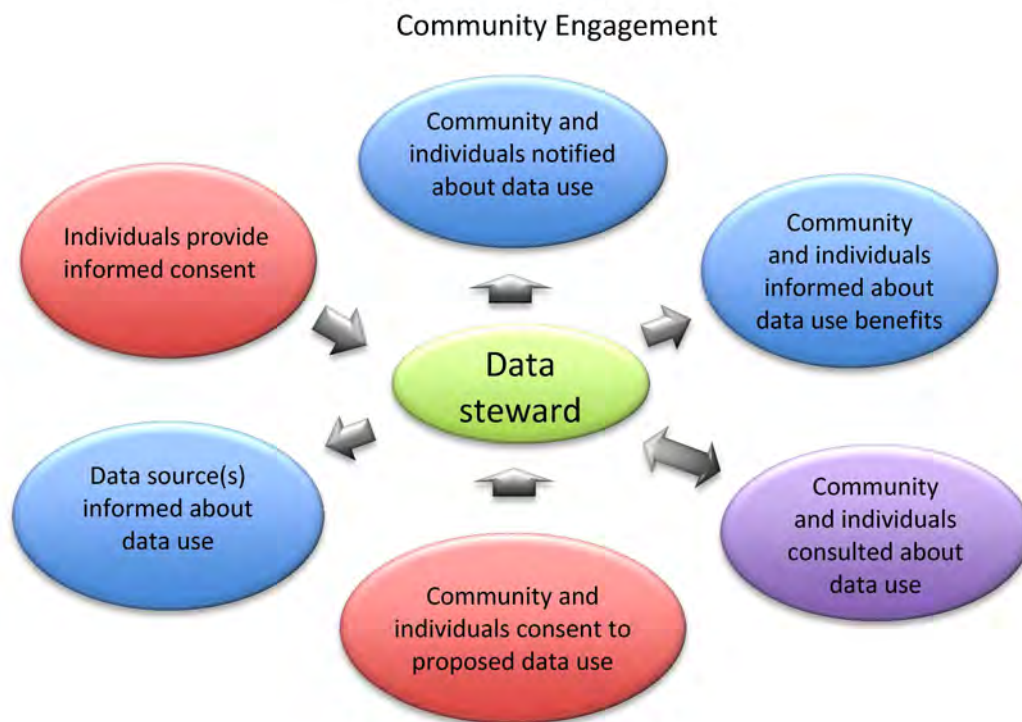 Community Engagement
Community and
individuals notified
about data use
Individuals provide
informed consent
Community
and individuals
informed about
data use benefits
Data
steward
Data source(s)
informed about
data use
Community
and individuals
consulted about
data use
Community and
individuals consent to
proposed data use